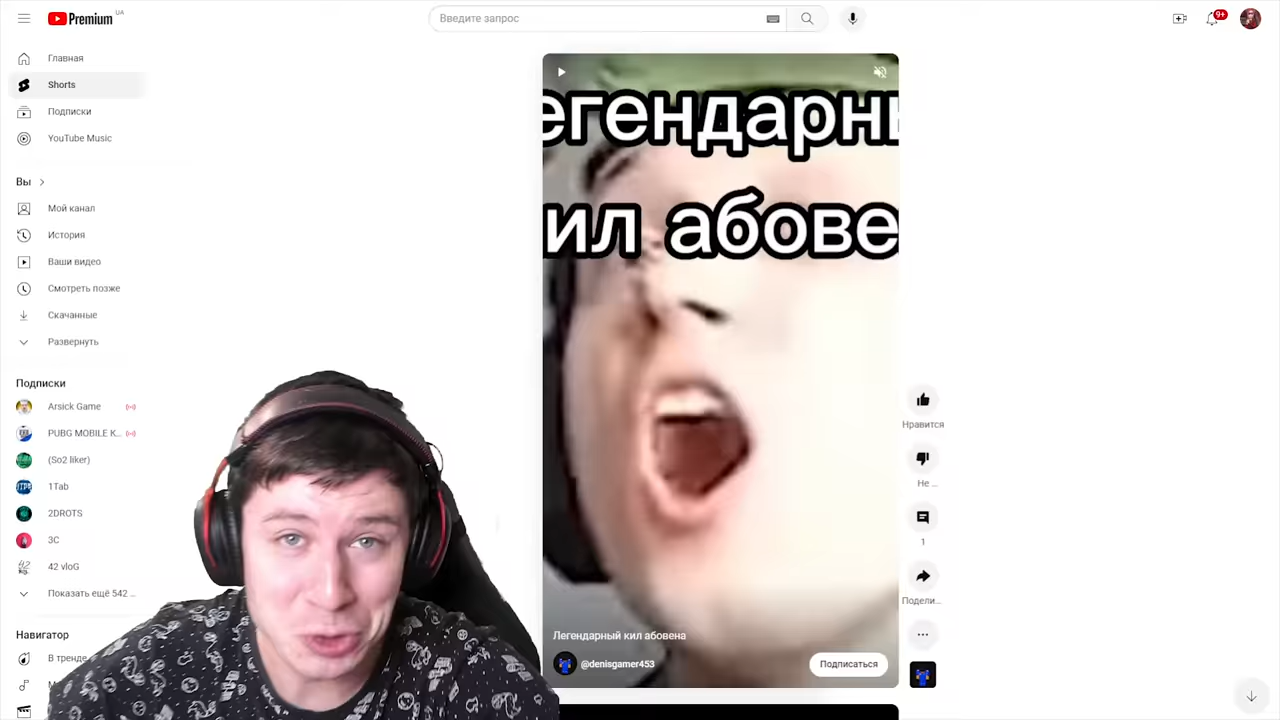 Premium UA
Введите запрос
9+
Главная
Shorts
Подписки
YouTube Music
Вы
Мой канал
История
Ваши видео
Смотреть позже
Скачанные
Развернуть
Подписки
Arsick Game
PUBG MOBILE К...
(So2 liker)
1Tab
2DROTS
3C
42 vloG
Показать ещё 542 ...
Навигатор
В тренде
егендарны
ил абове
Легендарный кил абовена
@denisgamer453
Подписаться
Нравится
Не ...
1
Подели...